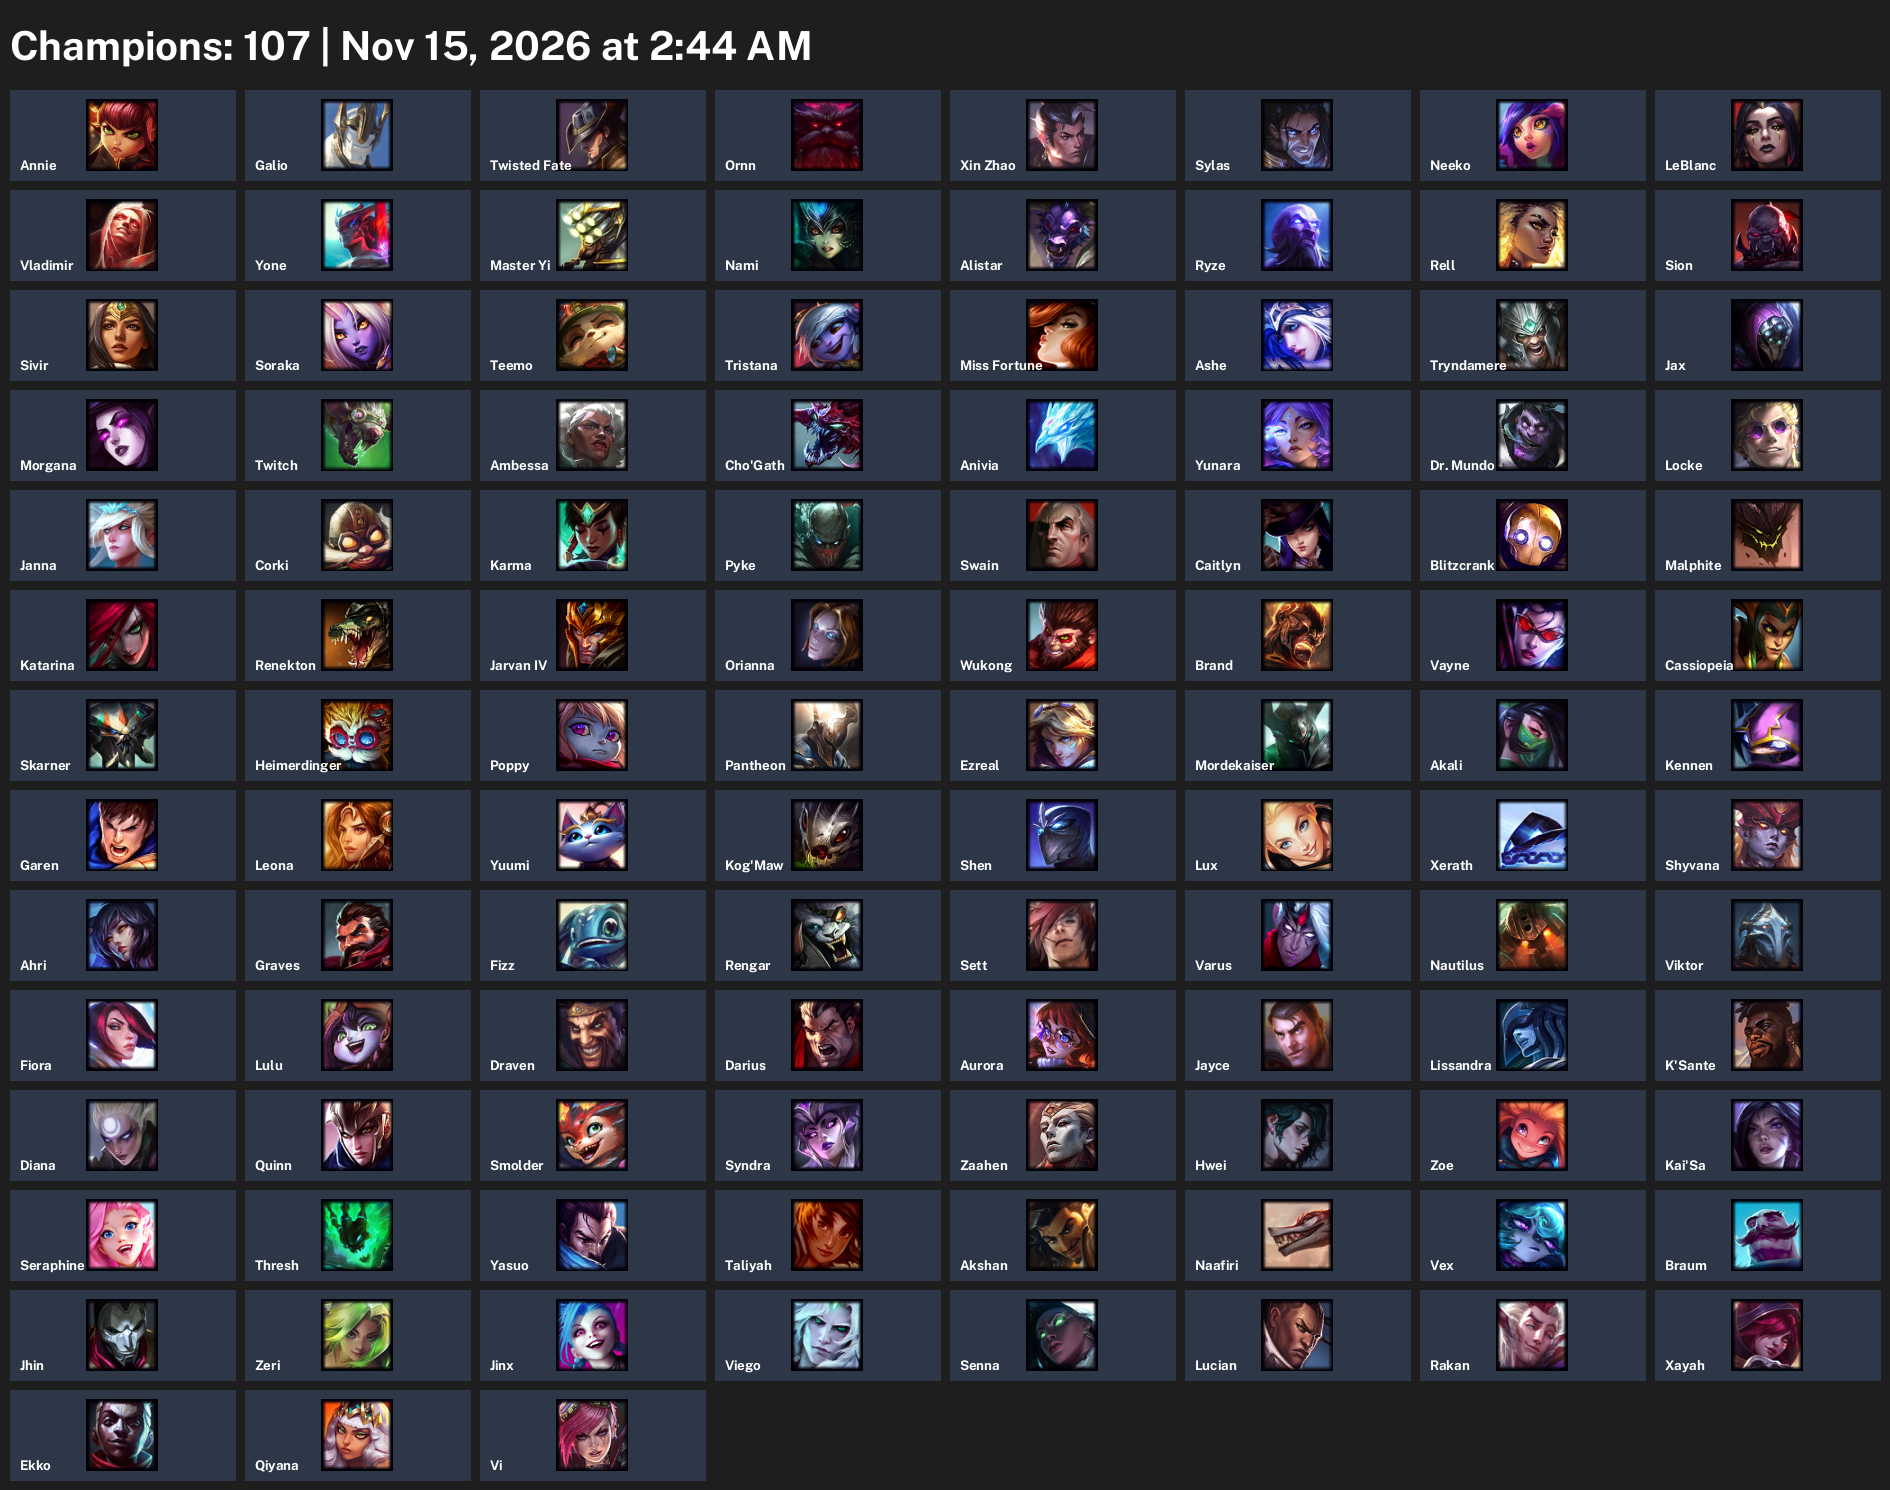 Champions: 107 | Nov 15, 2026 at 2:44 AM
Annie
Galio
Twisted Fate
Ornn
Xin Zhao
Sylas
Neeko
LeBlanc
Vladimir
Yone
Master Yi
Nami
Alistar
Ryze
Rell
Sion
Sivir
Soraka
Teemo
Tristana
Miss Fortune
Ashe
Tryndamere
Jax
Morgana
Twitch
Ambessa
Cho'Gath
Anivia
Yunara
Dr. Mundo
Locke
Janna
Corki
Karma
Pyke
Swain
Caitlyn
Blitzcrank
Malphite
Katarina
Renekton
Jarvan IV
Orianna
Wukong
Brand
Vayne
Cassiopeia
Skarner
Heimerdinger
Poppy
Pantheon
Ezreal
Mordekaiser
Akali
Kennen
Garen
Leona
Yuumi
Kog'Maw
Shen
Lux
Xerath
Shyvana
Ahri
Graves
Fizz
Rengar
Sett
Varus
Nautilus
Viktor
Fiora
Lulu
Draven
Darius
Aurora
Jayce
Lissandra
K'Sante
Diana
Quinn
Smolder
Syndra
Zaahen
Hwei
Zoe
Kai'Sa
Seraphine
Thresh
Yasuo
Taliyah
Akshan
Naafiri
Vex
Braum
Jhin
Zeri
Jinx
Viego
Senna
Lucian
Rakan
Xayah
Ekko
Qiyana
Vi